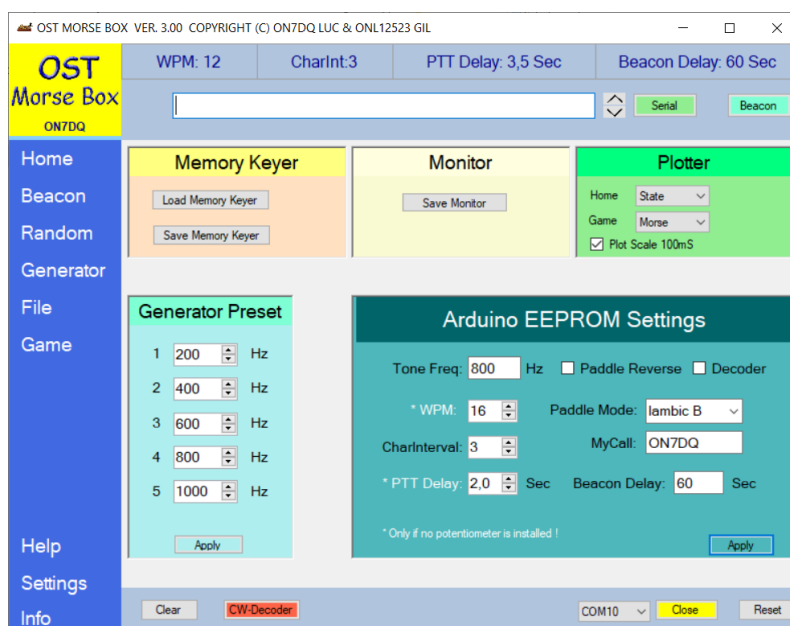 OST MORSE BOX VER. 3.00 COPYRIGHT (C) ON7DQ LUC & ONL12523 GIL
OST
Morse Box
ON7DQ
WPM: 12 CharInt:3 PTT Delay: 3,5 Sec Beacon Delay: 60 Sec
Serial Beacon
Home
Beacon
Random
Generator
File
Game
Help
Settings
Info
Memory Keyer
Load Memory Keyer
Save Memory Keyer
Monitor
Save Monitor
Plotter
Home State
Game Morse
Plot Scale 100mS
Generator Preset
1 200 Hz
2 400 Hz
3 600 Hz
4 800 Hz
5 1000 Hz
Apply
Arduino EEPROM Settings
Tone Freq: 800 Hz Paddle Reverse Decoder
* WPM: 16 Paddle Mode: Iambic B
CharInterval: 3 MyCall: ON7DQ
* PTT Delay: 2,0 Sec Beacon Delay: 60 Sec
* Only if no potentiometer is installed !
Apply
Clear CW-Decoder COM10 Close Reset